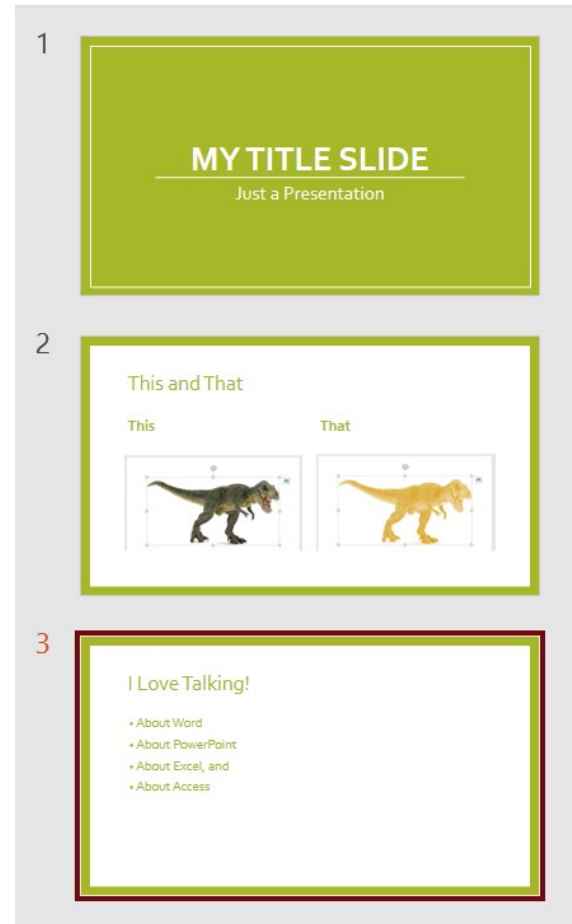 1
MY TITLE SLIDE
Just a Presentation
2
This and That
This That
3
I Love Talking!
• About Word
• About PowerPoint
• About Excel, and
• About Access